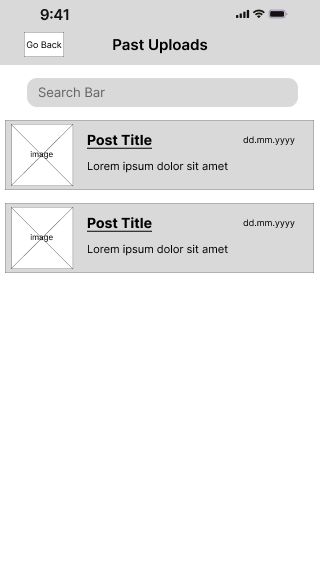 9:41
Go Back
Past Uploads
Search Bar
image
Post Title
dd.mm.yyyy
Lorem ipsum dolor sit amet
image
Post Title
dd.mm.yyyy
Lorem ipsum dolor sit amet